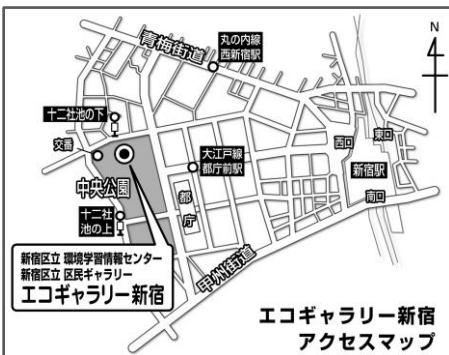 N
青梅街道
丸の内線
西新宿駅
十二社池の下
交番
大江戸線
都庁前駅
西口
東口
新宿駅
南口
中央公園
都庁
十二社
池の上
甲州街道
新宿区立 環境学習情報センター
新宿区立 区民ギャラリー
エコギャラリー新宿
エコギャラリー新宿
アクセスマップ